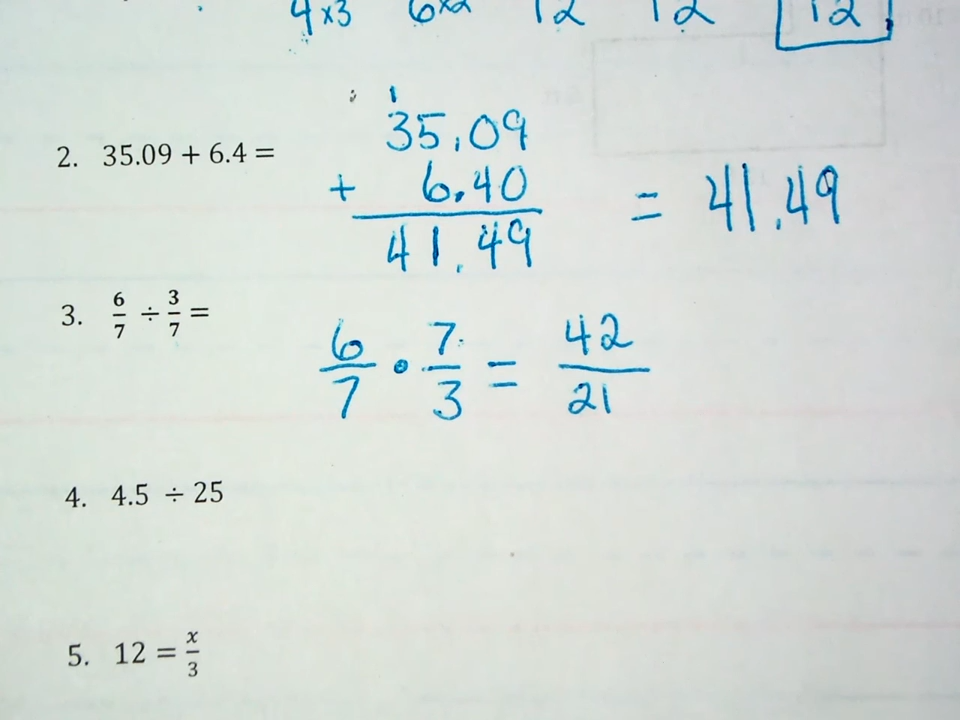 4x3 6x2 12 12 12
1
2. 35.09 + 6.4 = 35.09
+ 6.40 = 41.49
41.49
3. 6/7 ÷ 3/7 =
6/7 • 7/3 = 42/21
4. 4.5 ÷ 25
5. 12 = x/3